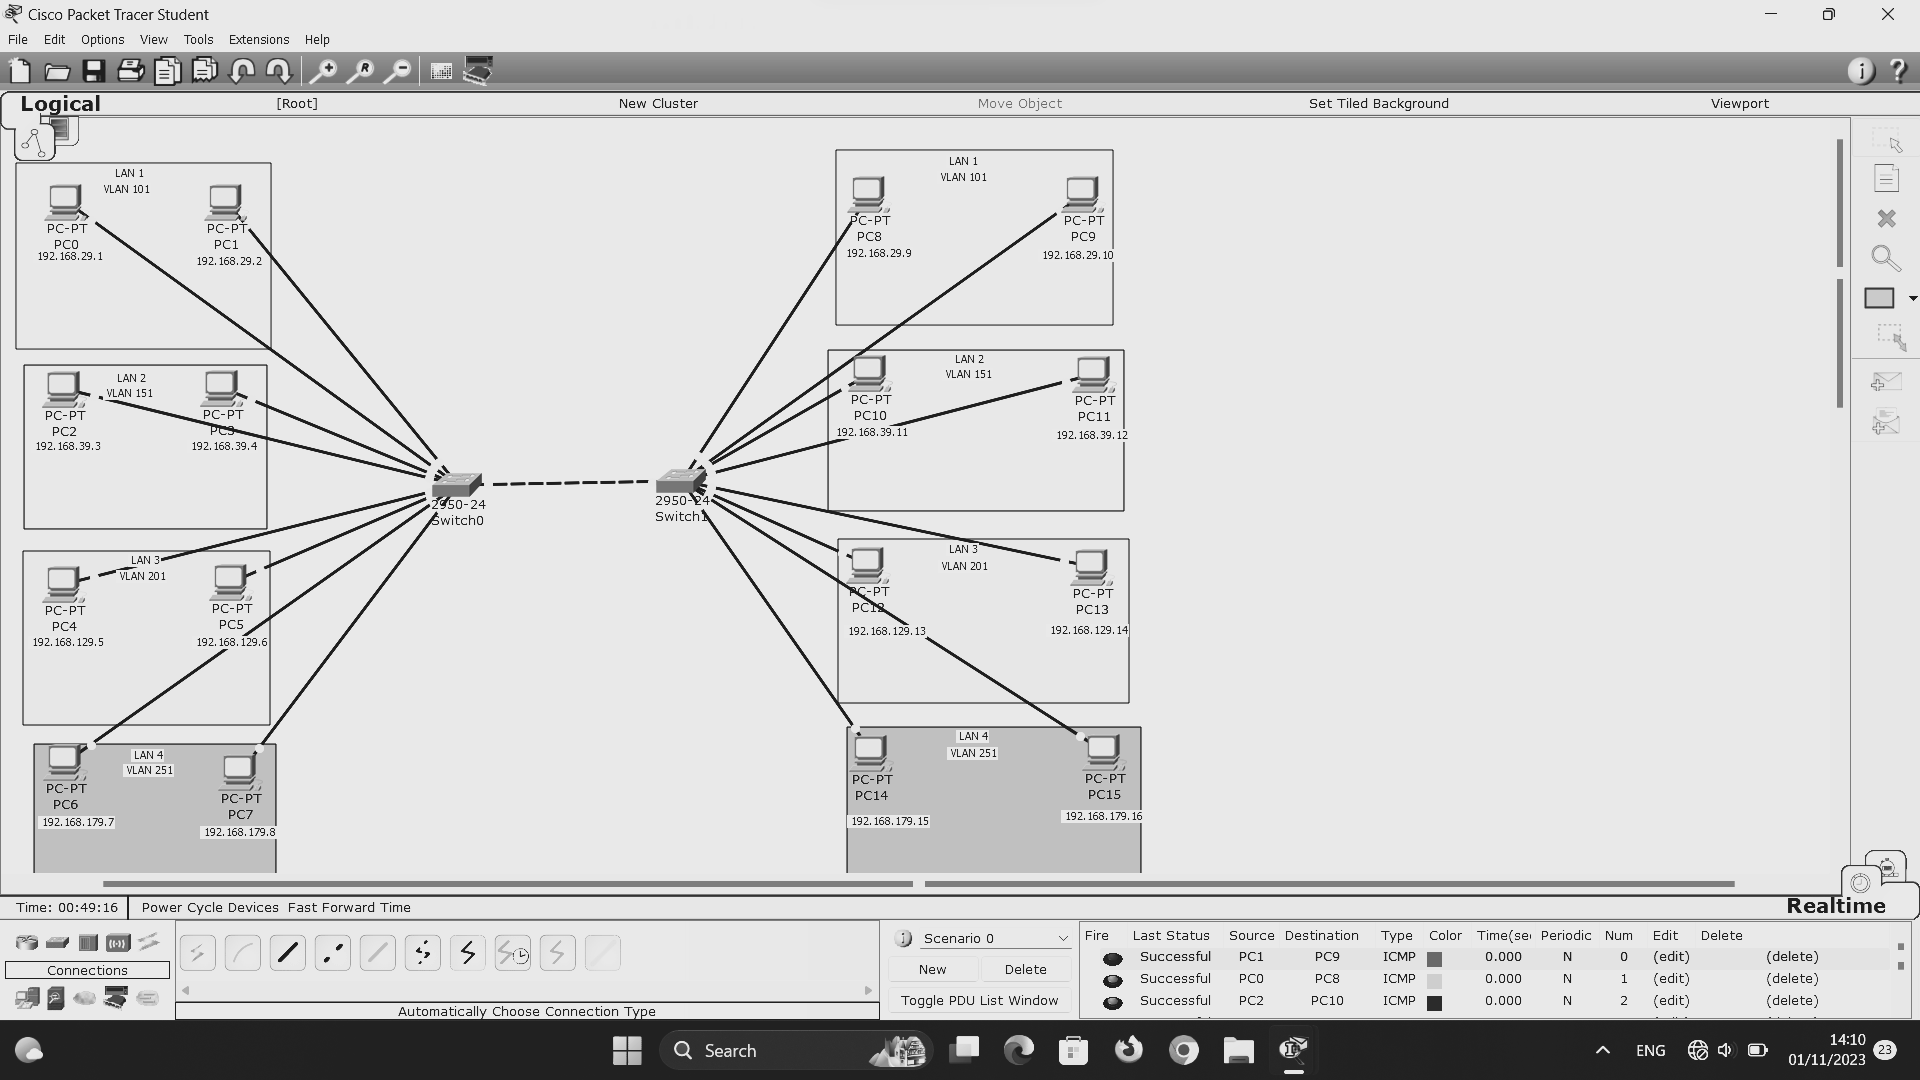 Cisco Packet Tracer Student
File Edit Options View Tools Extensions Help
Logical [Root] New Cluster Move Object Set Tiled Background Viewport
LAN 1
VLAN 101
PC-PT
PC0
192.168.29.1
PC-PT
PC1
192.168.29.2
LAN 2
VLAN 151
PC-PT
PC2
192.168.39.3
PC-PT
PC3
192.168.39.4
LAN 3
VLAN 201
PC-PT
PC4
192.168.129.5
PC-PT
PC5
192.168.129.6
LAN 4
VLAN 251
PC-PT
PC6
192.168.179.7
PC-PT
PC7
192.168.179.8
2950-24
Switch0
2950-24
Switch1
LAN 1
VLAN 101
PC-PT
PC8
192.168.29.9
PC-PT
PC9
192.168.29.10
LAN 2
VLAN 151
PC-PT
PC10
192.168.39.11
PC-PT
PC11
192.168.39.12
LAN 3
VLAN 201
PC-PT
PC12
192.168.129.13
PC-PT
PC13
192.168.129.14
LAN 4
VLAN 251
PC-PT
PC14
192.168.179.15
PC-PT
PC15
192.168.179.16
Time: 00:49:16 Power Cycle Devices Fast Forward Time Realtime
Connections
Automatically Choose Connection Type
Scenario 0
New Delete
Toggle PDU List Window
Fire Last Status Source Destination Type Color Time(sec Periodic Num Edit Delete
Successful PC1 PC9 ICMP 0.000 N 0 (edit) (delete)
Successful PC0 PC8 ICMP 0.000 N 1 (edit) (delete)
Successful PC2 PC10 ICMP 0.000 N 2 (edit) (delete)
Search
ENG
14:10
01/11/2023
23